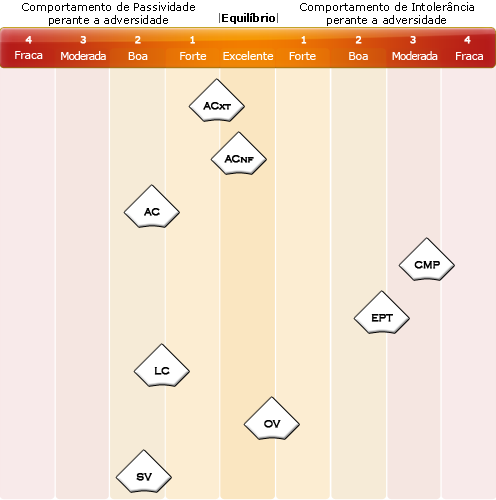 Comportamento de Passividade
perante a adversidade
|Equilíbrio|
Comportamento de Intolerância
perante a adversidade
4 3 2 1 1 2 3 4
Fraca Moderada Boa Forte Excelente Forte Boa Moderada Fraca
ACXT
ACNF
AC
CMP
EPT
LC
OV
SV